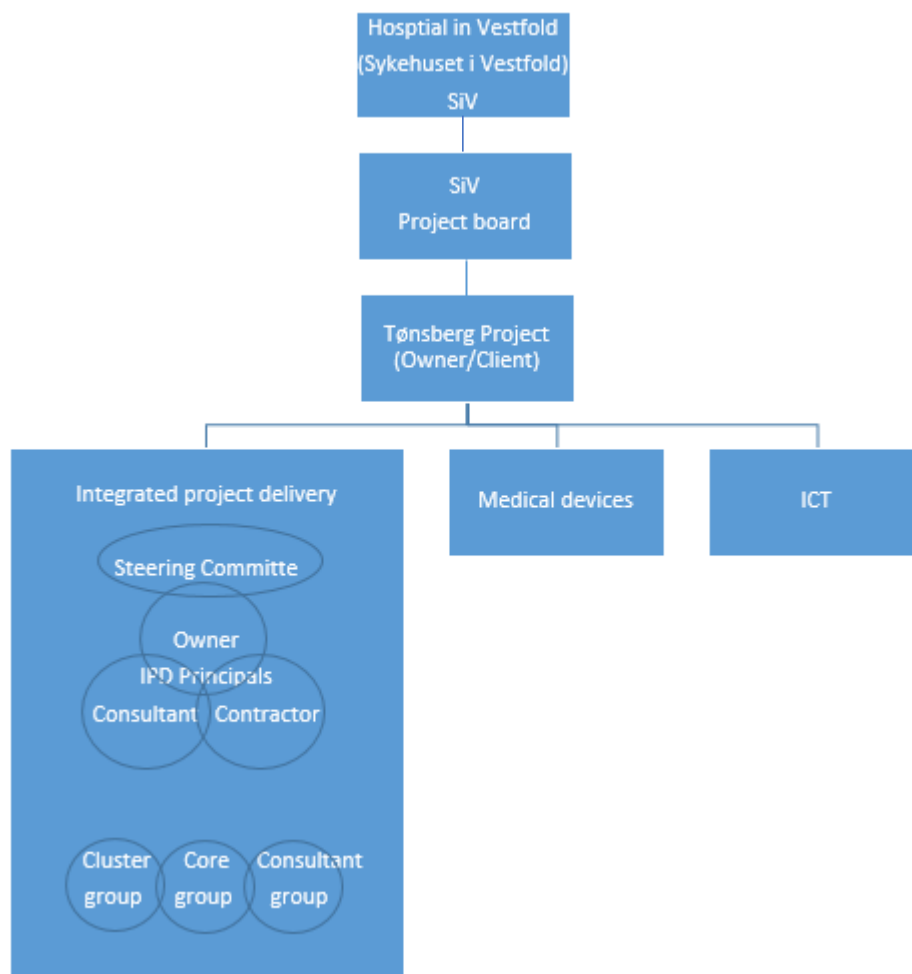 Hosptial in Vestfold
(Sykehuset i Vestfold)
SiV
SiV
Project board
Tønsberg Project
(Owner/Client)
Integrated project delivery
Medical devices
ICT
Steering Committe
Owner
IPD Principals
Consultant
Contractor
Cluster
group
Core
group
Consultant
group